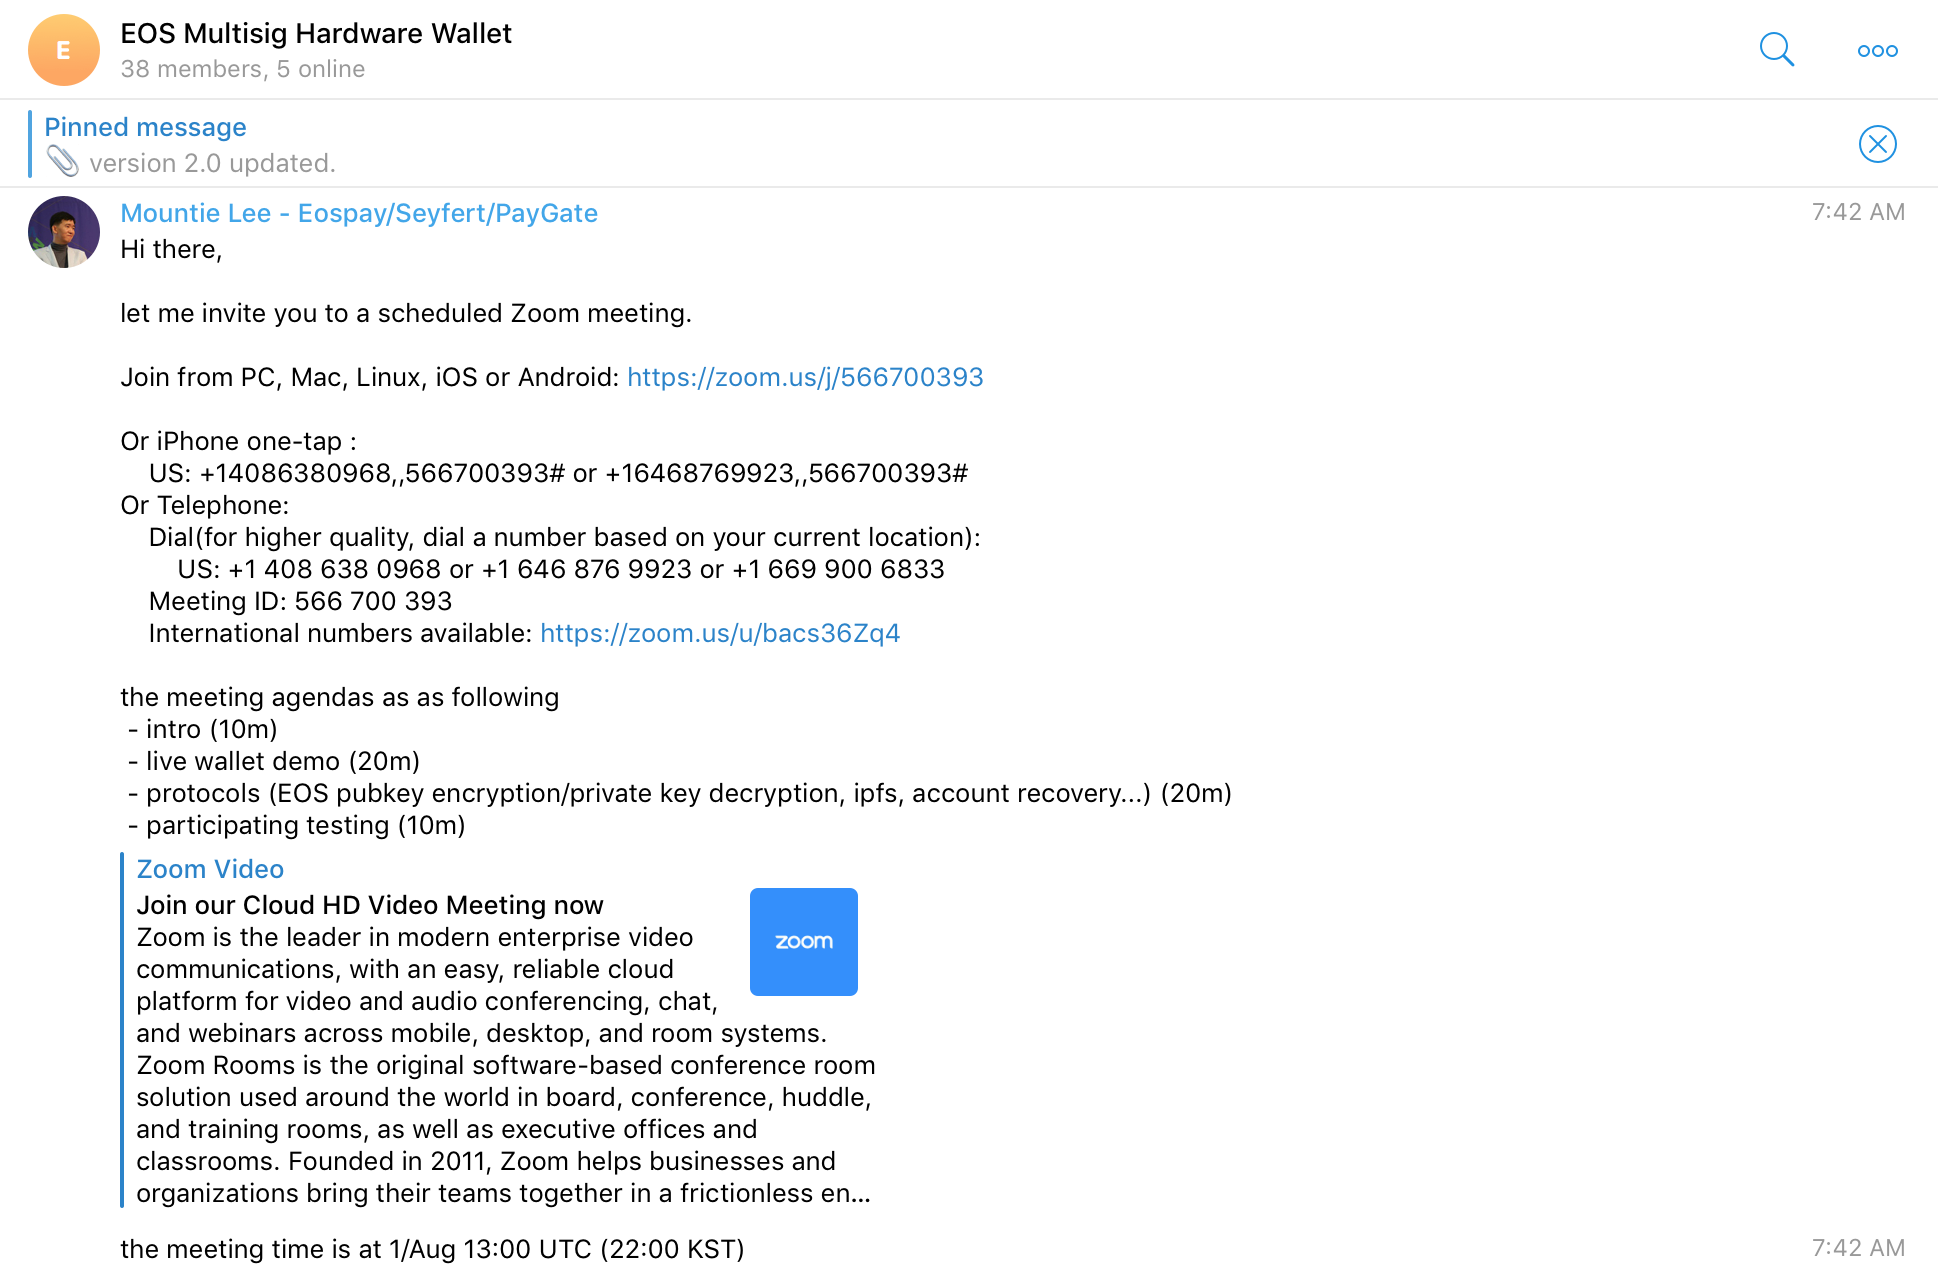 E
EOS Multisig Hardware Wallet
38 members, 5 online
Pinned message
📎 version 2.0 updated.
Mountie Lee - Eospay/Seyfert/PayGate
7:42 AM
Hi there,
let me invite you to a scheduled Zoom meeting.
Join from PC, Mac, Linux, iOS or Android: https://zoom.us/j/566700393
Or iPhone one-tap :
US: +14086380968,,566700393# or +16468769923,,566700393#
Or Telephone:
Dial(for higher quality, dial a number based on your current location):
US: +1 408 638 0968 or +1 646 876 9923 or +1 669 900 6833
Meeting ID: 566 700 393
International numbers available: https://zoom.us/u/bacs36Zq4
the meeting agendas as as following
- intro (10m)
- live wallet demo (20m)
- protocols (EOS pubkey encryption/private key decryption, ipfs, account recovery...) (20m)
- participating testing (10m)
Zoom Video
Join our Cloud HD Video Meeting now
Zoom is the leader in modern enterprise video
communications, with an easy, reliable cloud
platform for video and audio conferencing, chat,
and webinars across mobile, desktop, and room systems.
Zoom Rooms is the original software-based conference room
solution used around the world in board, conference, huddle,
and training rooms, as well as executive offices and
classrooms. Founded in 2011, Zoom helps businesses and
organizations bring their teams together in a frictionless en...
zoom
the meeting time is at 1/Aug 13:00 UTC (22:00 KST)
7:42 AM